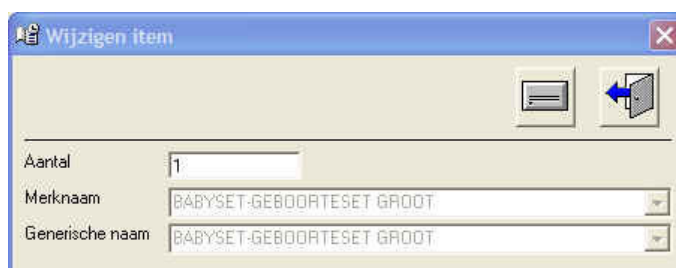 Wijzigen item
Aantal 1
Merknaam BABYSET-GEBOORTESET GROOT
Generische naam BABYSET-GEBOORTESET GROOT